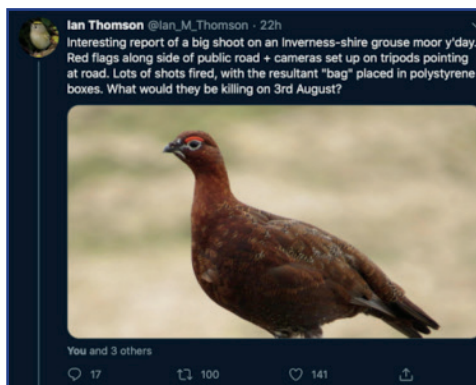 Ian Thomson @Ian_M_Thomson · 22h
Interesting report of a big shoot on an Inverness-shire grouse moor y'day.
Red flags along side of public road + cameras set up on tripods pointing
at road. Lots of shots fired, with the resultant "bag" placed in polystyrene
boxes. What would they be killing on 3rd August?
You and 3 others
17 100 141